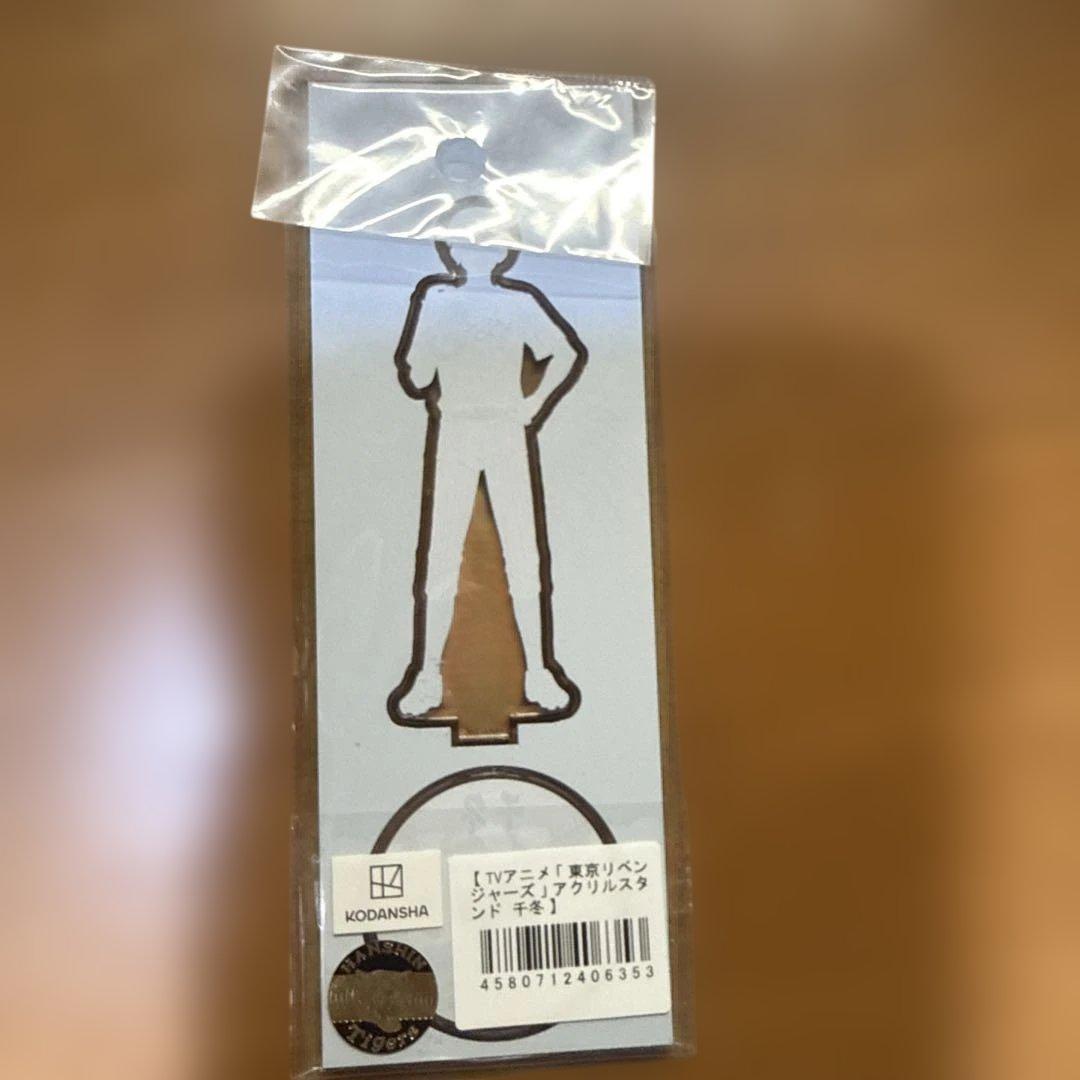 【 TVアニメ「 東京リベン
ジャーズ 」アクリルスタ
ンド 千冬 】
4580712406353
KODANSHA
HANSHIN
Tigers